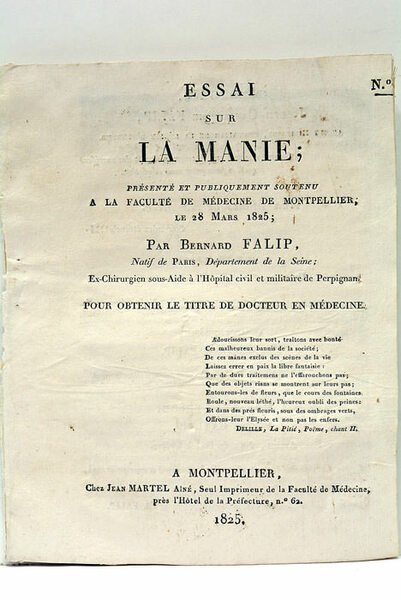 N.º
ESSAI
SUR
LA MANIE;
PRÉSENTÉ ET PUBLIQUEMENT SOUTENU
A LA FACULTÉ DE MÉDECINE DE MONTPELLIER,
LE 28 MARS 1825;
PAR BERNARD FALIP,
Natif de PARIS, Département de la Seine;
Ex-Chirurgien sous-Aide à l'Hôpital civil et militaire de Perpignan.
POUR OBTENIR LE TITRE DE DOCTEUR EN MÉDECINE.
Adoucissons leur sort, traitons avec bonté
Ces malheureux bannis de la société;
De ces mânes exclus des scènes de la vie
Laissez errer en paix la libre fantaisie:
Par de durs traitemens ne l'effarouchons pas;
Que des objets rians se montrent sur leurs pas;
Entourons-les de fleurs, que le cours des fontaines
Roule, nouveau léthé, l'heureux oubli des peines:
Et dans des prés fleuris, sous des ombrages verts,
Offrons-leur l'Elysée et non pas les enfers.
DELILLE, La Pitié, Poème, chant II.
A MONTPELLIER,
Chez JEAN MARTEL AÎNÉ, Seul Imprimeur de la Faculté de Médecine,
près l'Hôtel de la Préfecture, n.º 62.
1825.